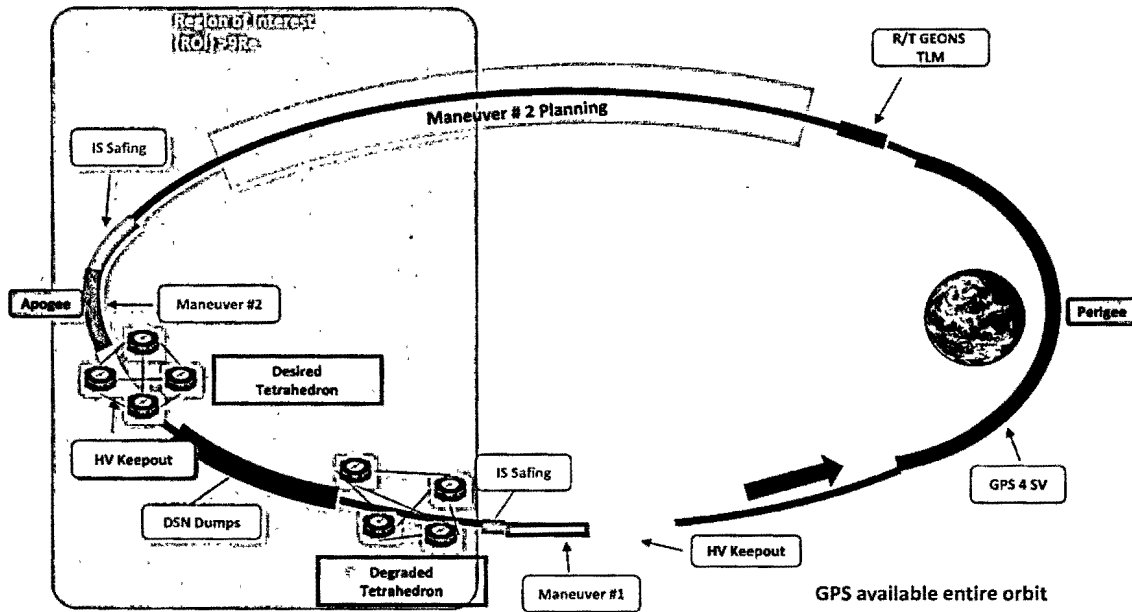 Region of Interest
(ROI)>9Re
R/T GEONS
TLM
Maneuver # 2 Planning
IS Safing
Apogee
Maneuver #2
Perigee
Desired
Tetrahedron
HV Keepout
IS Safing
GPS 4 SV
DSN Dumps
HV Keepout
Degraded
Tetrahedron
Maneuver #1
GPS available entire orbit